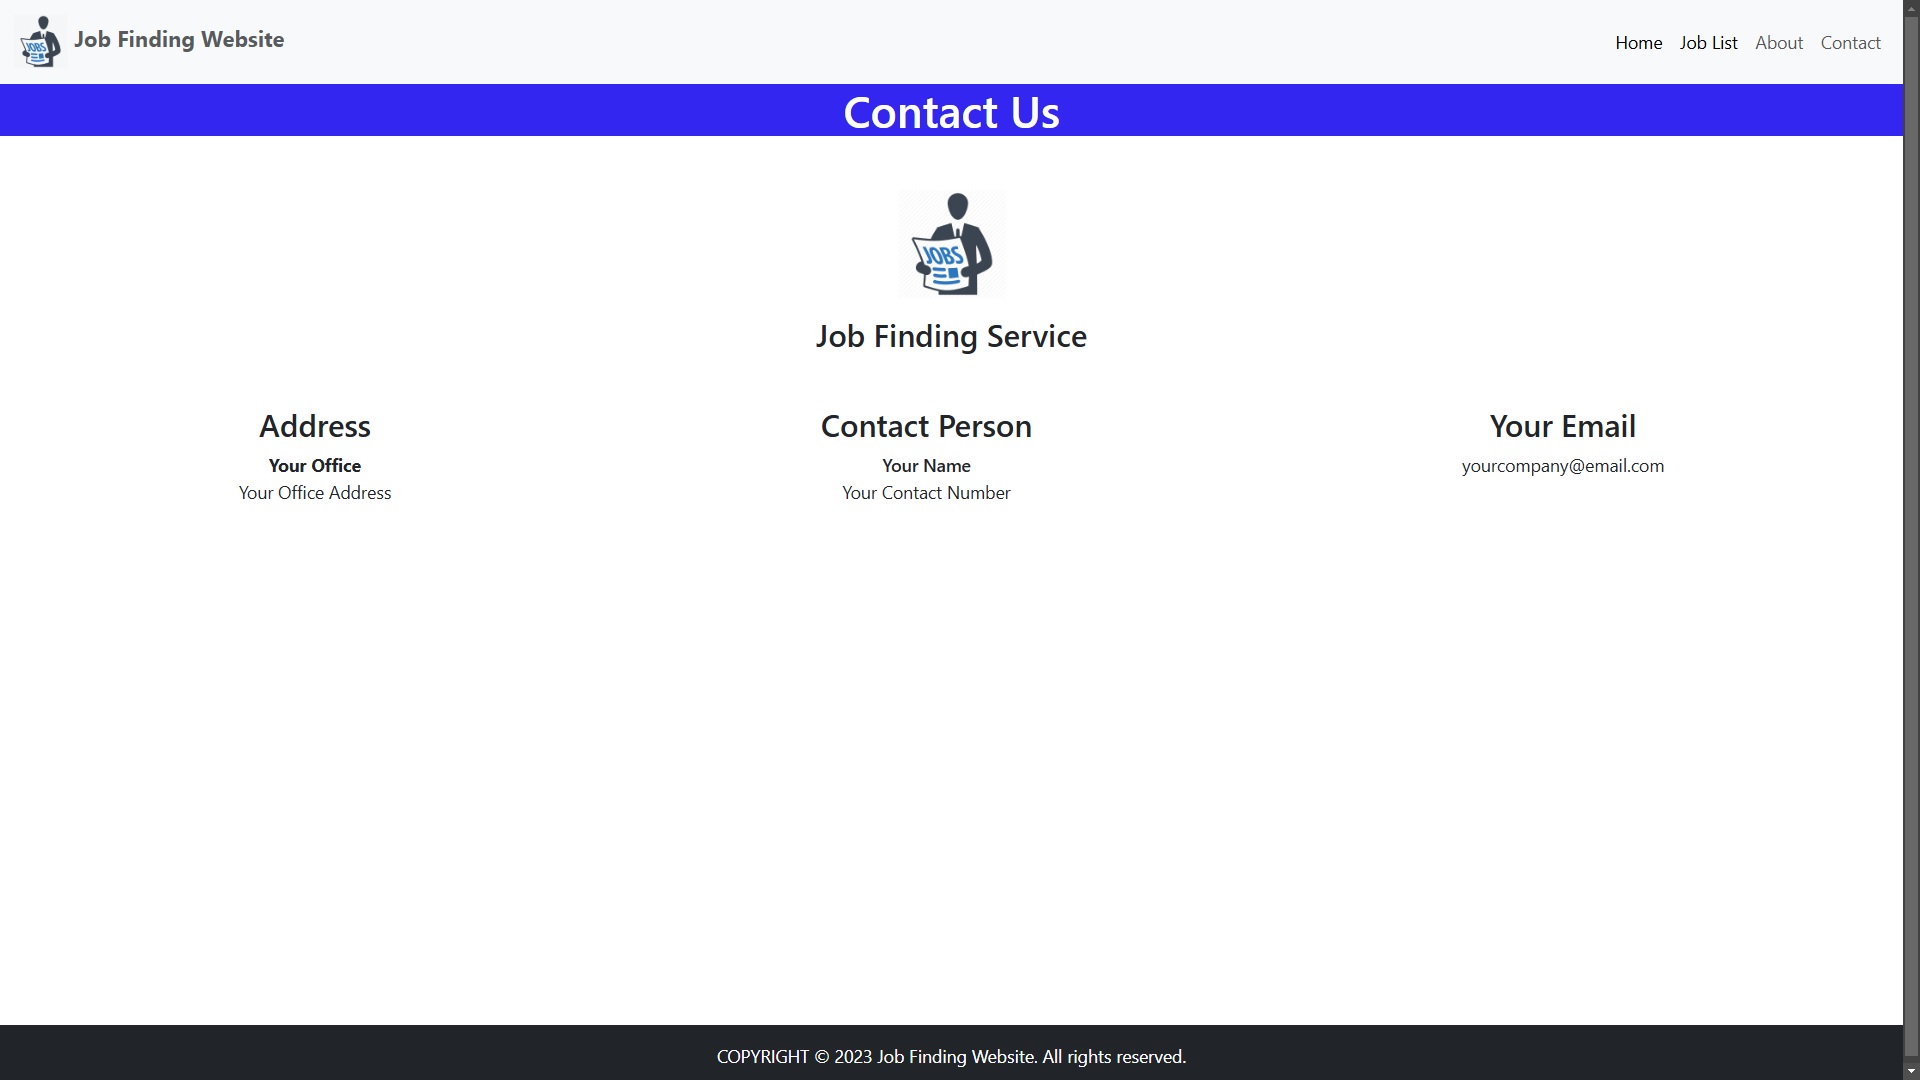 JOBS Job Finding Website
Home Job List About Contact
Contact Us
JOBS
Job Finding Service
Address
Your Office
Your Office Address
Contact Person
Your Name
Your Contact Number
Your Email
yourcompany@email.com
COPYRIGHT © 2023 Job Finding Website. All rights reserved.